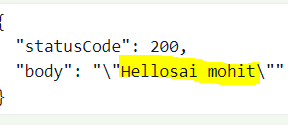 {
"statusCode": 200,
"body": "\"Hellosai mohit\""
}